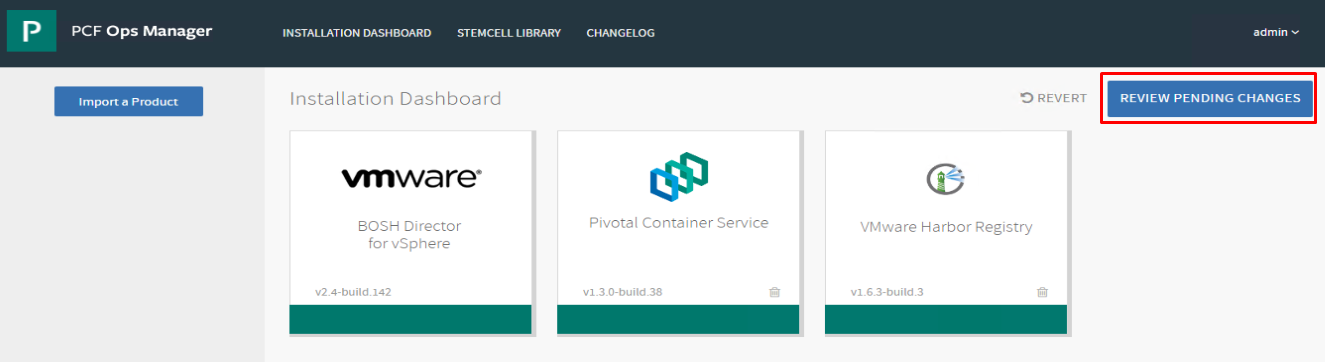 P
PCF Ops Manager
INSTALLATION DASHBOARD
STEMCELL LIBRARY
CHANGELOG
admin
Import a Product
Installation Dashboard
REVERT
REVIEW PENDING CHANGES
vmware®
BOSH Director
for vSphere
v2.4-build.142
Pivotal Container Service
v1.3.0-build.38
VMware Harbor Registry
v1.6.3-build.3